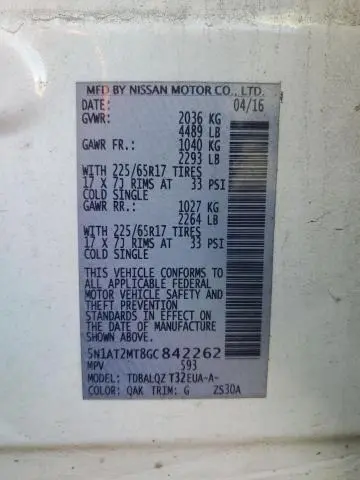 MFD BY NISSAN MOTOR CO., LTD.
DATE: 04/16
GVWR: 2036 KG
4489 LB
GAWR FR.: 1040 KG
2293 LB
WITH 225/65R17 TIRES
17 X 7J RIMS AT 33 PSI
COLD SINGLE
GAWR RR.: 1027 KG
2264 LB
WITH 225/65R17 TIRES
17 X 7J RIMS AT 33 PSI
COLD SINGLE
THIS VEHICLE CONFORMS TO
ALL APPLICABLE FEDERAL
MOTOR VEHICLE SAFETY AND
THEFT PREVENTION
STANDARDS IN EFFECT ON
THE DATE OF MANUFACTURE
SHOWN ABOVE.
5N1AT2MT8GC842262
MPV 593
MODEL: TDBALQZ T32EUA-A-
COLOR: QAK TRIM: G ZS30A